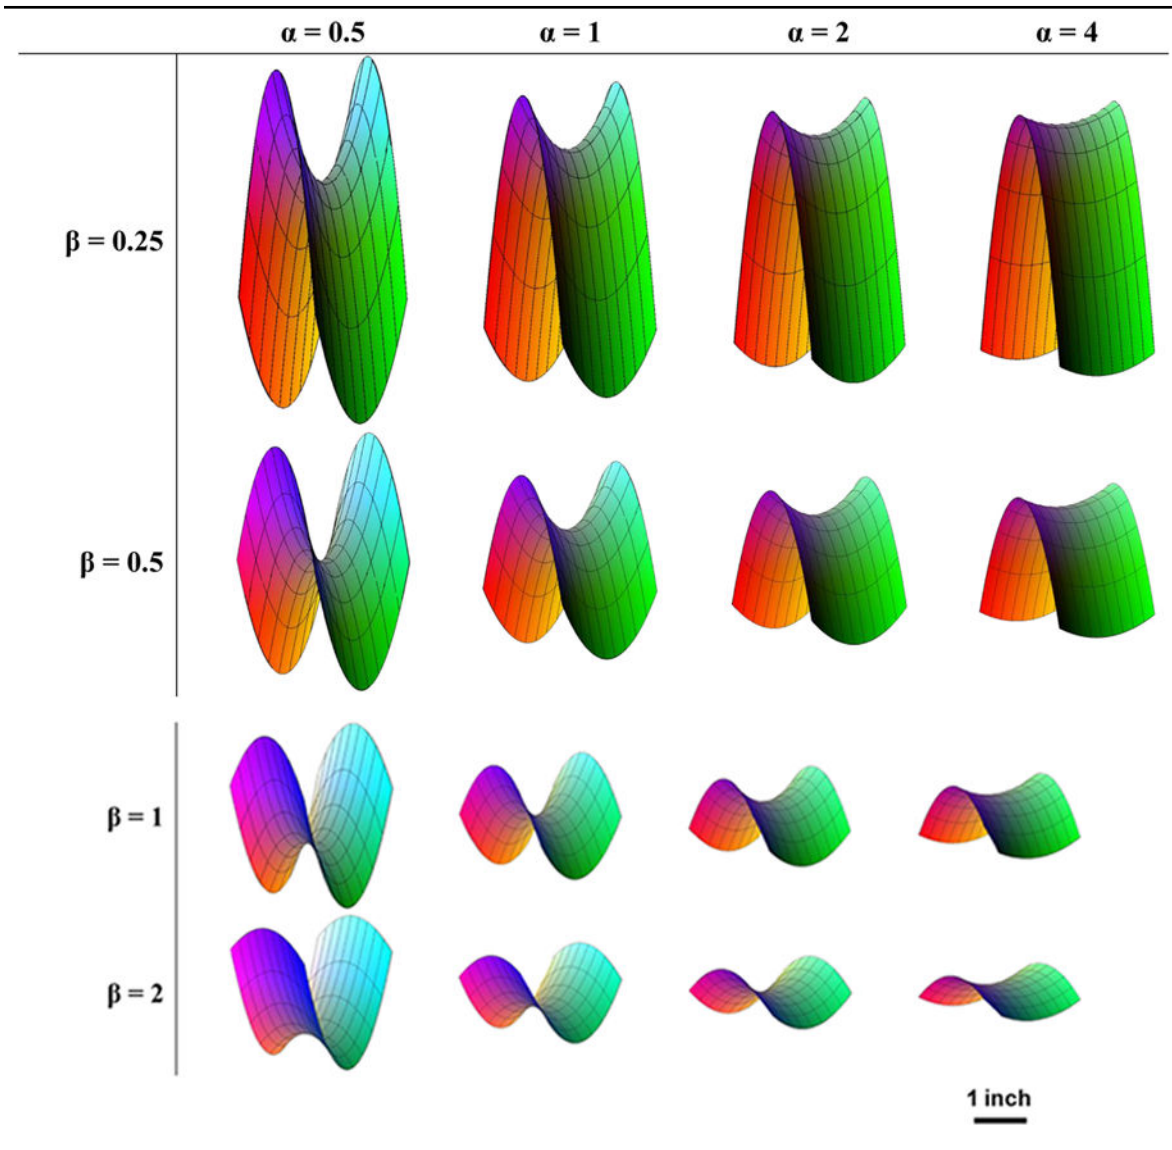 α = 0.5 α = 1 α = 2 α = 4
β = 0.25
β = 0.5
β = 1
β = 2
1 inch